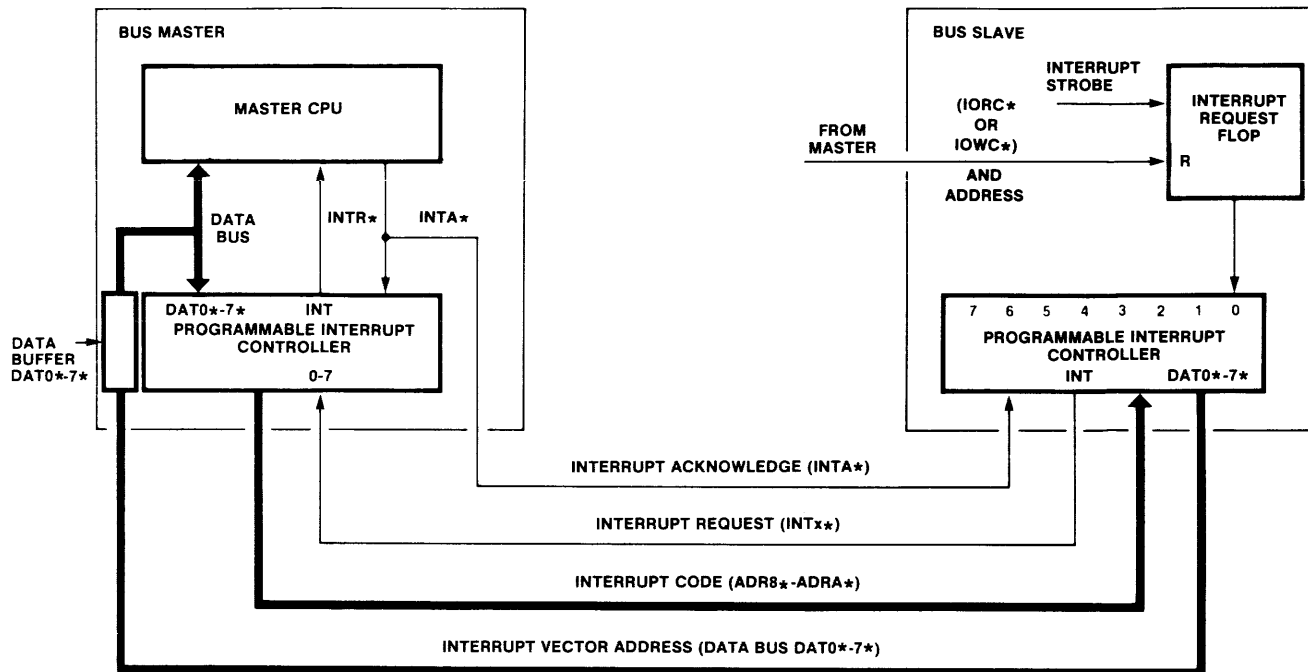 BUS MASTER
MASTER CPU
DATA
BUS
INTR*
INTA*
DAT0*-7*
INT
PROGRAMMABLE INTERRUPT
CONTROLLER
0-7
DATA
BUFFER
DAT0*-7*
BUS SLAVE
INTERRUPT
STROBE
(IORC*
OR
IOWC*)
AND
ADDRESS
FROM
MASTER
INTERRUPT
REQUEST
FLOP
R
7 6 5 4 3 2 1 0
PROGRAMMABLE INTERRUPT
CONTROLLER
INT
DAT0*-7*
INTERRUPT ACKNOWLEDGE (INTA*)
INTERRUPT REQUEST (INTx*)
INTERRUPT CODE (ADR8*-ADRA*)
INTERRUPT VECTOR ADDRESS (DATA BUS DAT0*-7*)